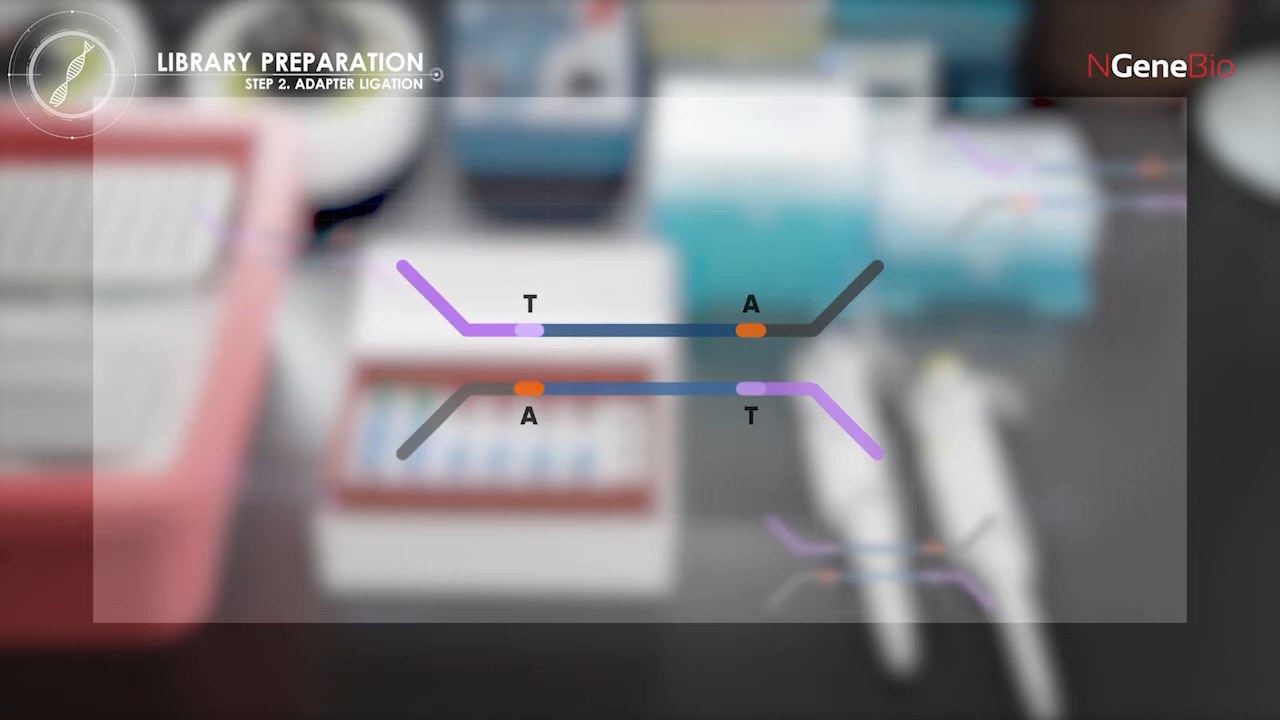 LIBRARY PREPARATION
STEP 2. ADAPTER LIGATION
NGeneBio
T A
A T